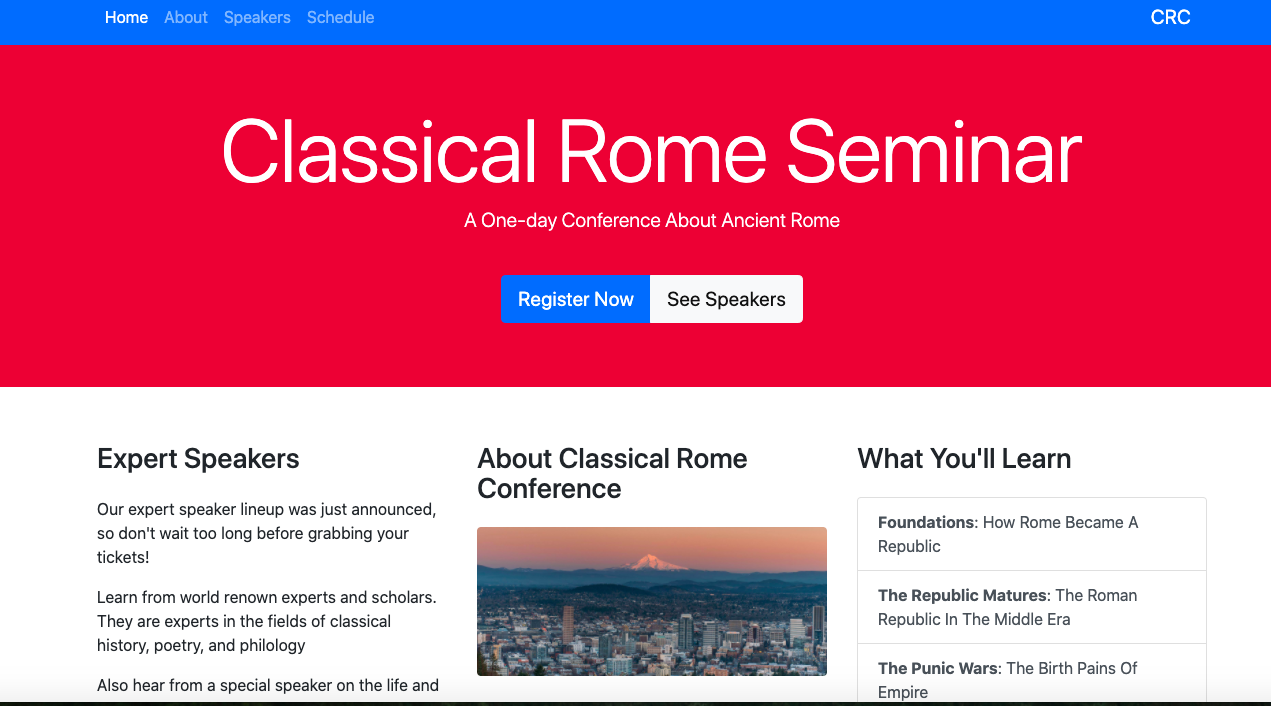 Home About Speakers Schedule CRC
Classical Rome Seminar
A One-day Conference About Ancient Rome
Register Now See Speakers
Expert Speakers
Our expert speaker lineup was just announced,
so don't wait too long before grabbing your
tickets!
Learn from world renown experts and scholars.
They are experts in the fields of classical
history, poetry, and philology
Also hear from a special speaker on the life and
About Classical Rome
Conference
What You'll Learn
Foundations: How Rome Became A
Republic
The Republic Matures: The Roman
Republic In The Middle Era
The Punic Wars: The Birth Pains Of
Empire